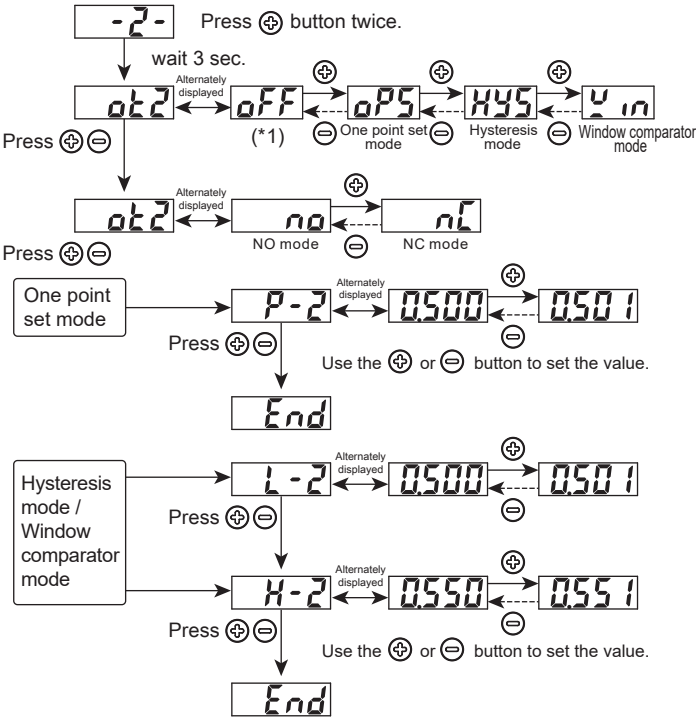 -2-
Press ⊕ button twice.
wait 3 sec.
Alternately
displayed
ot2
oFF
oPS
HYS
(*1)
One point set
mode
Hysteresis
mode
Window comparator
mode
Press ⊕ ⊖
Alternately
displayed
ot2
no
nC
NO mode
NC mode
Press ⊕ ⊖
One point
set mode
Alternately
displayed
P-2
0.500
0.501
Press ⊕ ⊖
Use the ⊕ or ⊖ button to set the value.
End
Hysteresis
mode /
Window
comparator
mode
Alternately
displayed
L-2
0.500
0.501
Press ⊕ ⊖
Alternately
displayed
H-2
0.550
0.551
Press ⊕ ⊖
Use the ⊕ or ⊖ button to set the value.
End